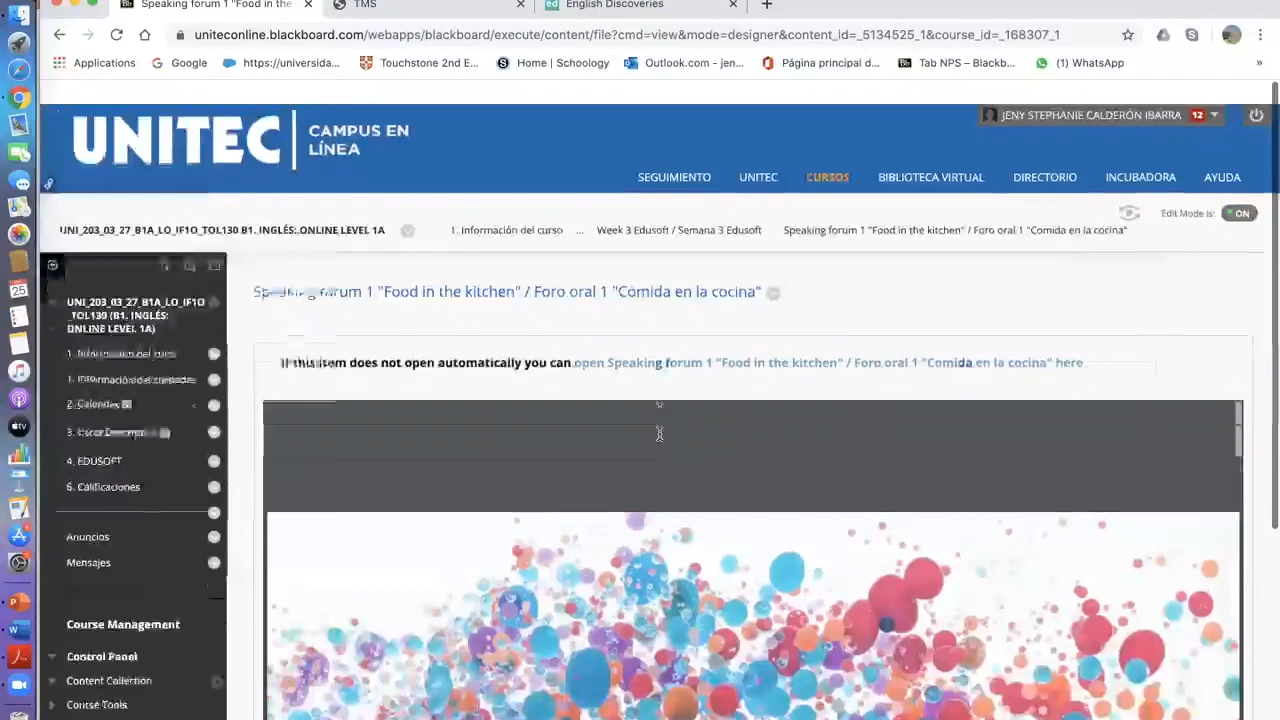 Speaking forum 1 "Food in the
TMS
English Discoveries
uniteconline.blackboard.com/webapps/blackboard/execute/content/file?cmd=view&mode=designer&content_id=_5134525_1&course_id=_168307_1
Applications
Google
https://universida...
Touchstone 2nd E...
Home | Schoology
Outlook.com - jen...
Página principal d...
Tab NPS – Blackb...
(1) WhatsApp
»
UNITEC
CAMPUS EN
LÍNEA
JENY STEPHANIE CALDERÓN IBARRA
12
SEGUIMIENTO
UNITEC
CURSOS
BIBLIOTECA VIRTUAL
DIRECTORIO
INCUBADORA
AYUDA
Edit Mode is:
ON
UNI_203_03_27_B1A_LO_IF1O_TOL130 B1. INGLÉS: ONLINE LEVEL 1A
1. Información del curso
...
Week 3 Edusoft / Semana 3 Edusoft
Speaking forum 1 "Food in the kitchen" / Foro oral 1 "Comida en la cocina"
25
UNI_203_03_27_B1A_LO_IF1O
_TOL130 (B1. INGLÉS:
ONLINE LEVEL 1A)
2. Calend
4. EDUSOFT
6. Calificaciones
Anuncios
Mensajes
Course Management
Control Panel
Content Collection
Course Tools
Speaking forum 1 "Food in the kitchen" / Foro oral 1 "Comida en la cocina"
If this item does not open automatically you can open Speaking forum 1 "Food in the kitchen" / Foro oral 1 "Comida en la cocina" here